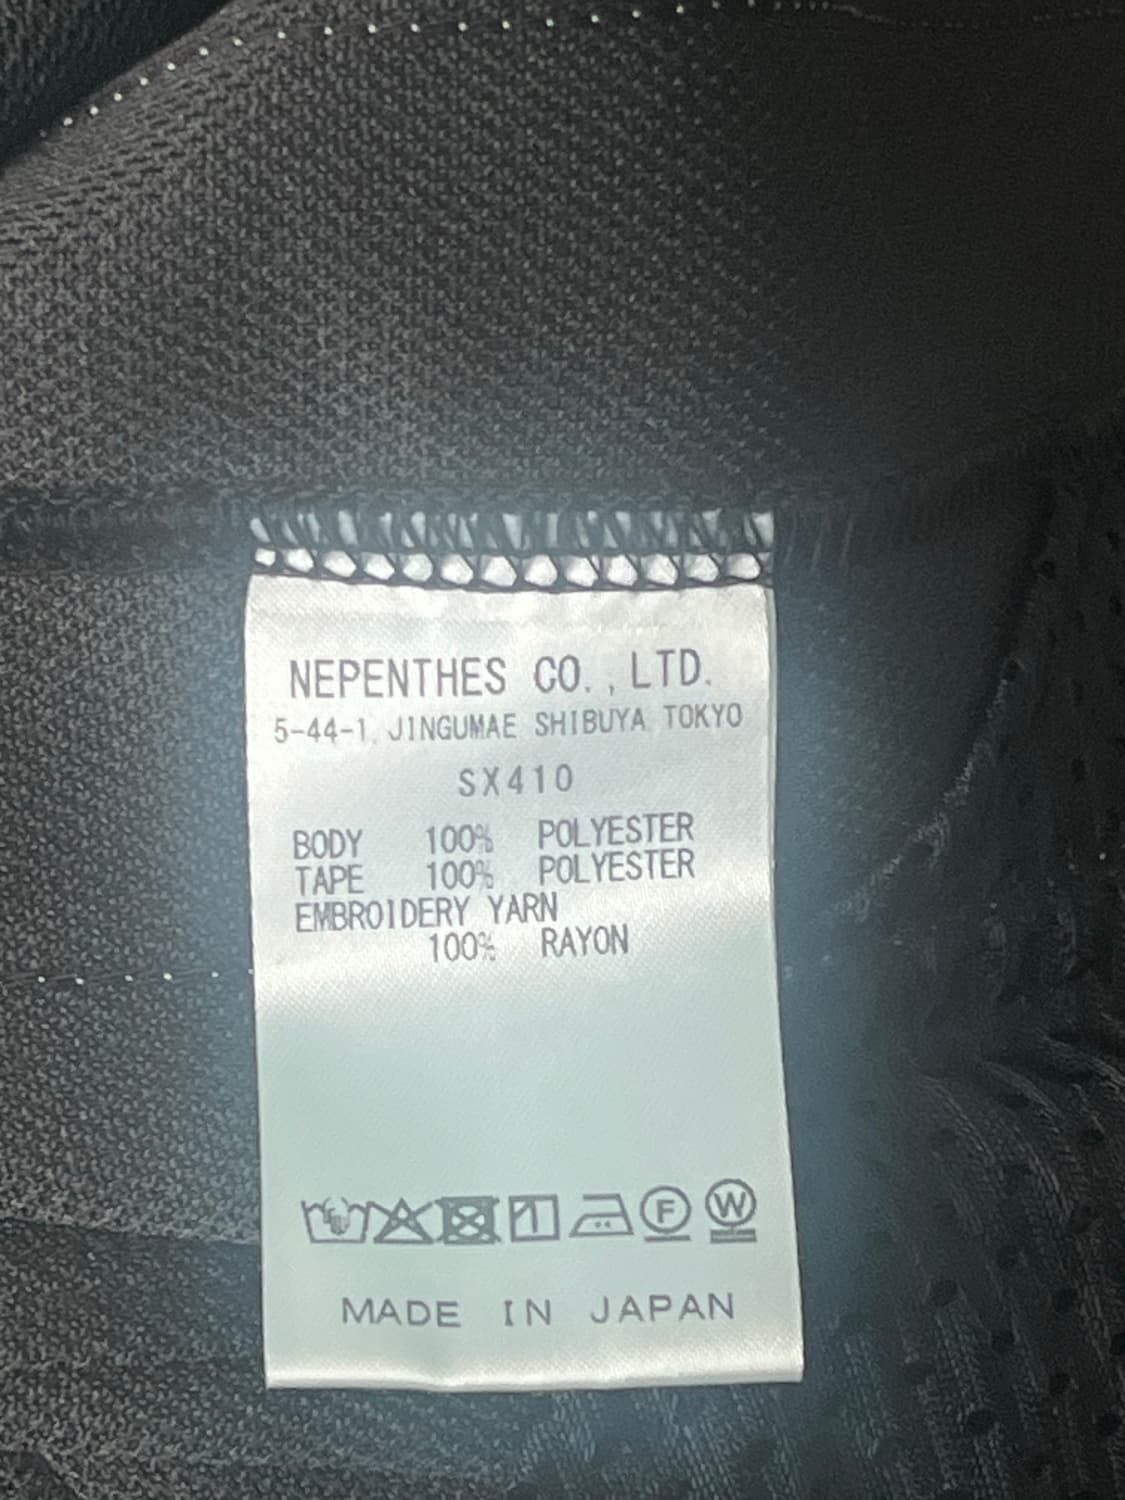 NEPENTHES CO., LTD.
5-44-1, JINGUMAE SHIBUYA TOKYO
SX410
BODY 100% POLYESTER
TAPE 100% POLYESTER
EMBROIDERY YARN
100% RAYON
F W
MADE IN JAPAN